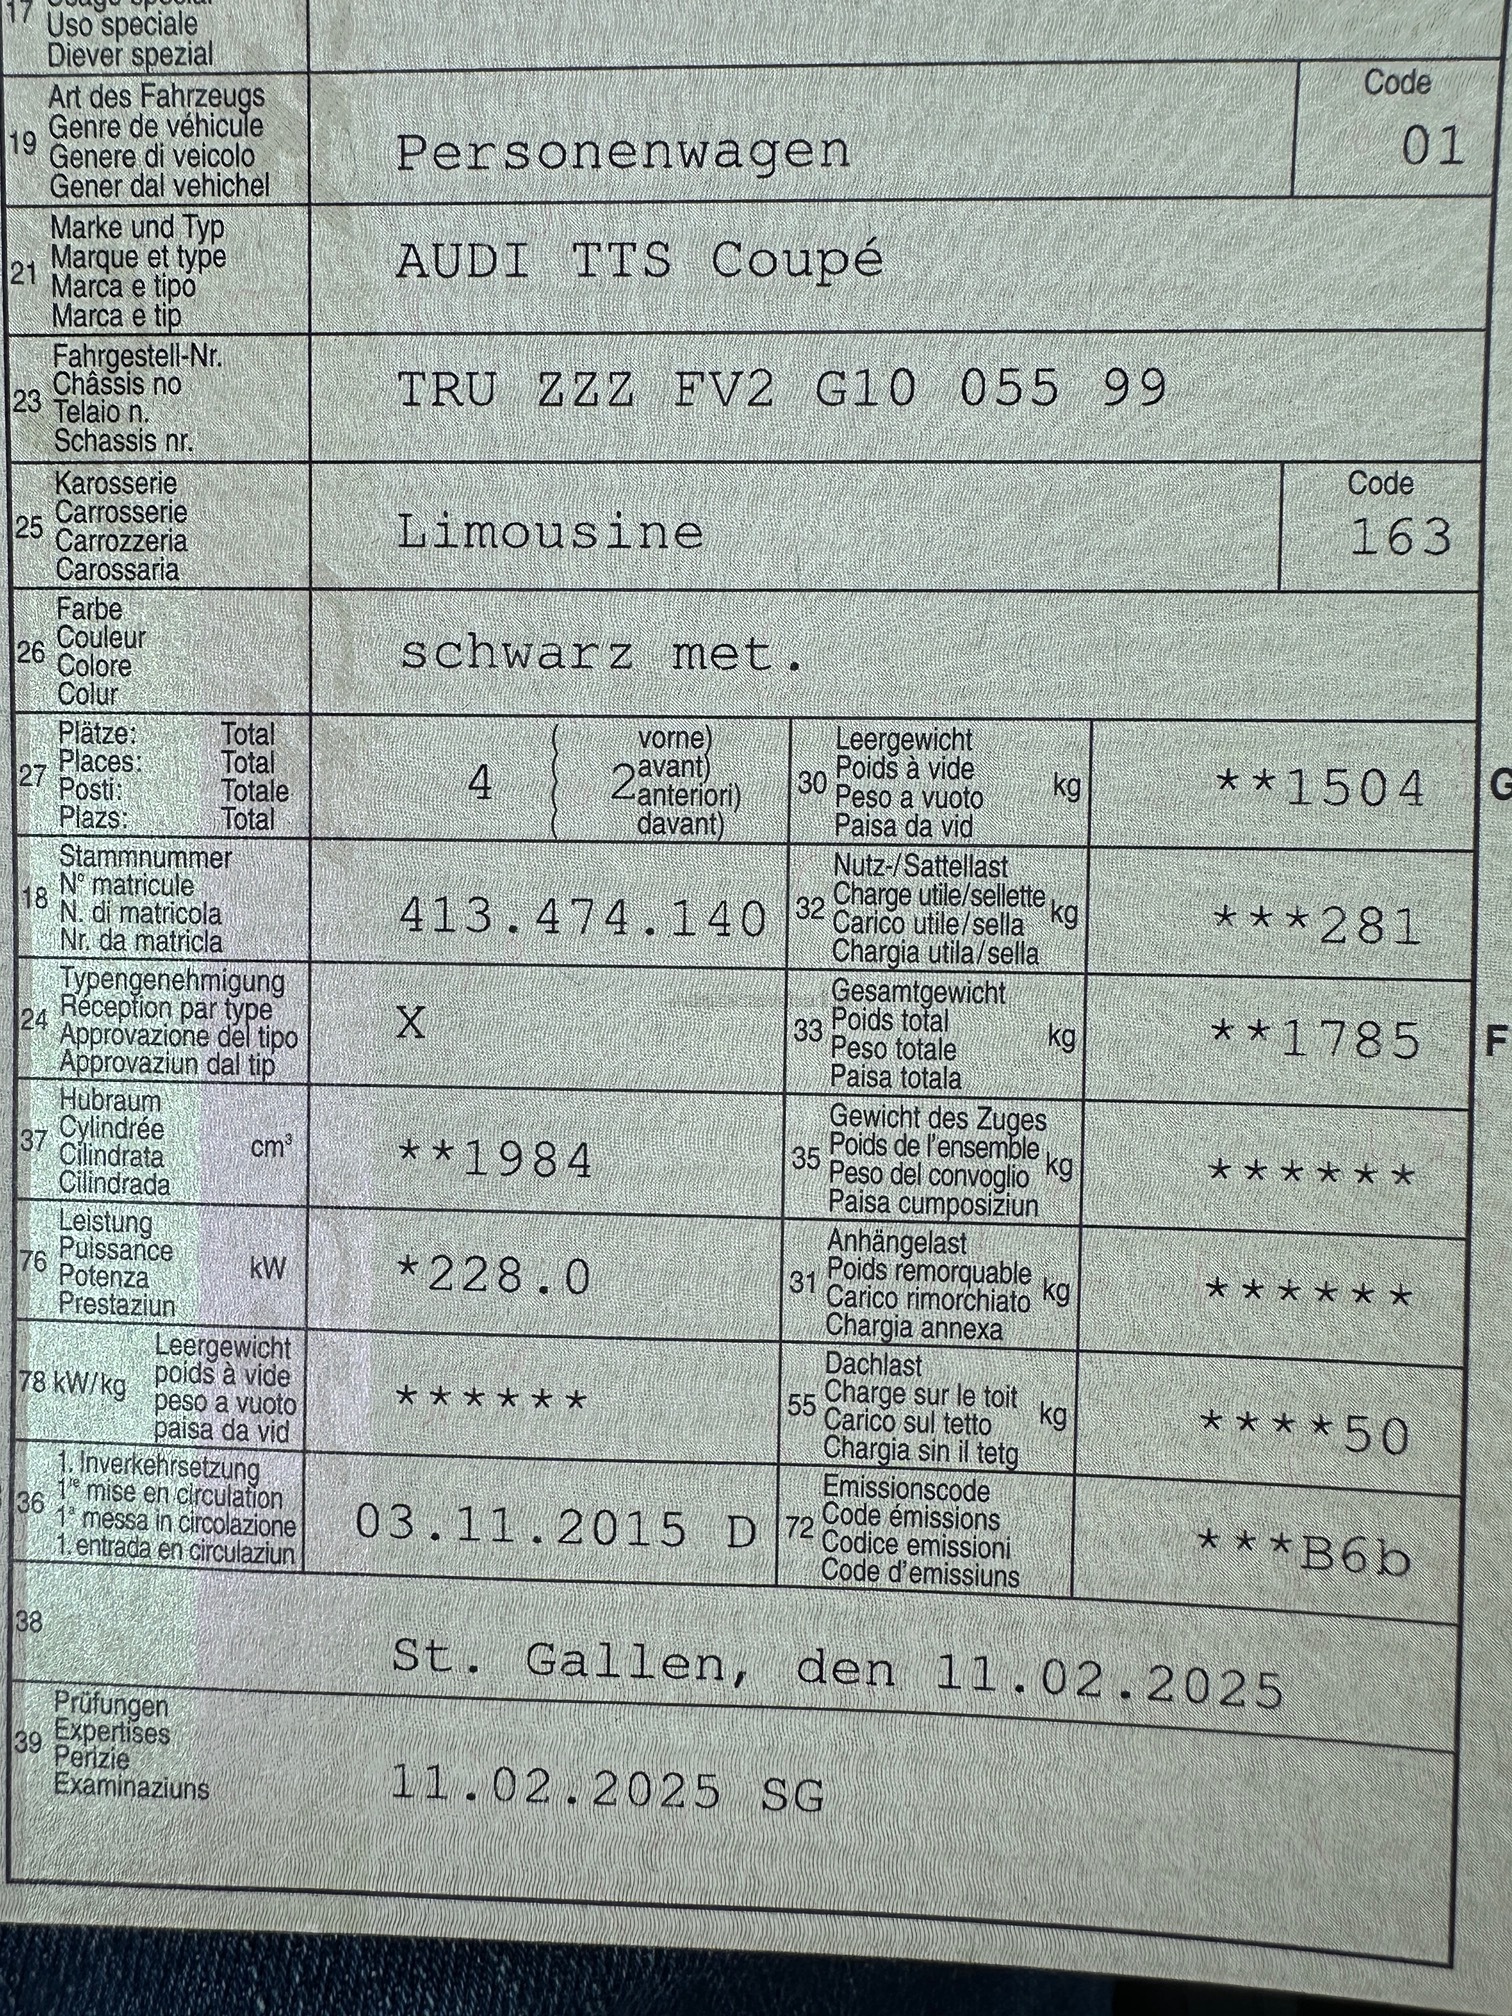 17 Usage spécial
Uso speciale
Diever spezial
19 Art des Fahrzeugs
Genre de véhicule
Genere di veicolo
Gener dal vehichel
Personenwagen
Code
01
21 Marke und Typ
Marque et type
Marca e tipo
Marca e tip
AUDI TTS Coupé
23 Fahrgestell-Nr.
Châssis no
Telaio n.
Schassis nr.
TRU ZZZ FV2 G10 055 99
25 Karosserie
Carrosserie
Carrozzeria
Carossaria
Limousine
Code
163
26 Farbe
Couleur
Colore
Colur
schwarz met.
27 Plätze: Total
Places: Total
Posti: Totale
Plazs: Total
4 ( 2 vorne)
( avant)
( anteriori)
( davant)
30 Leergewicht
Poids à vide
Peso a vuoto
Paisa da vid
kg
**1504
G
18 Stammnummer
N° matricule
N. di matricola
Nr. da matricla
413.474.140
32 Nutz-/Sattellast
Charge utile/sellette
Carico utile/sella
Chargia utila/sella
kg
***281
24 Typengenehmigung
Réception par type
Approvazione del tipo
Approvaziun dal tip
X
33 Gesamtgewicht
Poids total
Peso totale
Paisa totala
kg
**1785
F
37 Hubraum
Cylindrée
Cilindrata
Cilindrada
cm³
**1984
35 Gewicht des Zuges
Poids de l'ensemble
Peso del convoglio
Paisa cumposiziun
kg
******
76 Leistung
Puissance
Potenza
Prestaziun
kW
*228.0
31 Anhängelast
Poids remorquable
Carico rimorchiato
Chargia annexa
kg
******
78 kW/kg Leergewicht
poids à vide
peso a vuoto
paisa da vid
******
55 Dachlast
Charge sur le toit
Carico sul tetto
Chargia sin il tetg
kg
****50
36 1. Inverkehrsetzung
1re mise en circulation
1a messa in circolazione
1. entrada en circulaziun
03.11.2015 D
72 Emissionscode
Code émissions
Codice emissioni
Code d'emissiuns
***B6b
38
St. Gallen, den 11.02.2025
39 Prüfungen
Expertises
Perizie
Examinaziuns
11.02.2025 SG